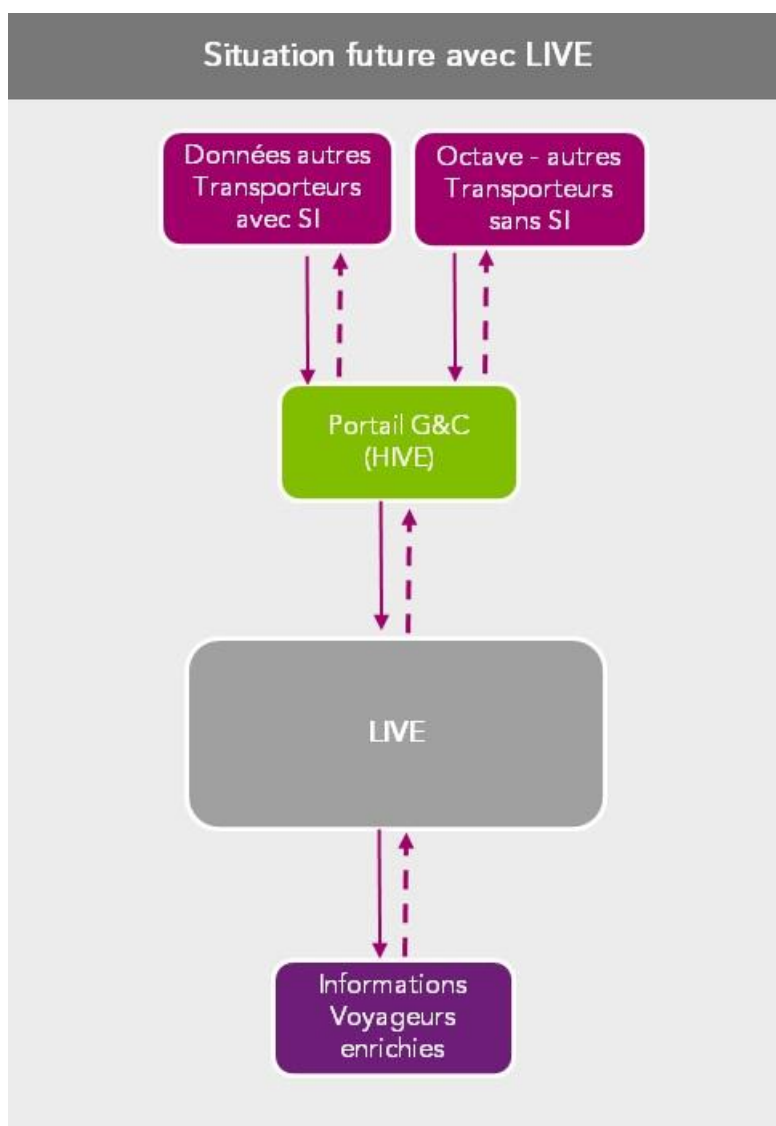 Situation future avec LIVE
Données autres
Transporteurs
avec SI
Octave - autres
Transporteurs
sans SI
Portail G&C
(HIVE)
LIVE
Informations
Voyageurs
enrichies